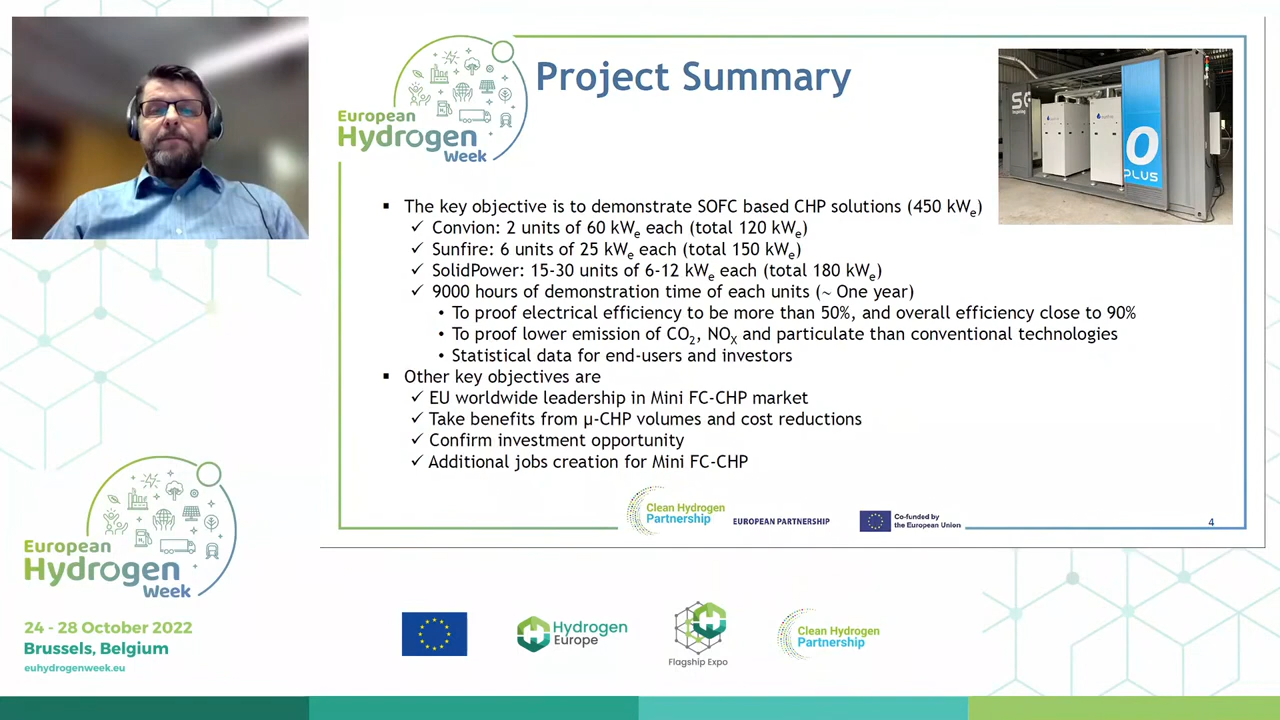 European
Hydrogen
Week
Project Summary
PLUS
▪ The key objective is to demonstrate SOFC based CHP solutions (450 kWe)
✓ Convion: 2 units of 60 kWe each (total 120 kWe)
✓ Sunfire: 6 units of 25 kWe each (total 150 kWe)
✓ SolidPower: 15-30 units of 6-12 kWe each (total 180 kWe)
✓ 9000 hours of demonstration time of each units (~ One year)
• To proof electrical efficiency to be more than 50%, and overall efficiency close to 90%
• To proof lower emission of CO2, NOX and particulate than conventional technologies
• Statistical data for end-users and investors
▪ Other key objectives are
✓ EU worldwide leadership in Mini FC-CHP market
✓ Take benefits from µ-CHP volumes and cost reductions
✓ Confirm investment opportunity
✓ Additional jobs creation for Mini FC-CHP
Clean Hydrogen
Partnership
EUROPEAN PARTNERSHIP
Co-funded by
the European Union
4
European
Hydrogen
Week
24 - 28 October 2022
Brussels, Belgium
euhydrogenweek.eu
Hydrogen
Europe
Flagship Expo
Clean Hydrogen
Partnership